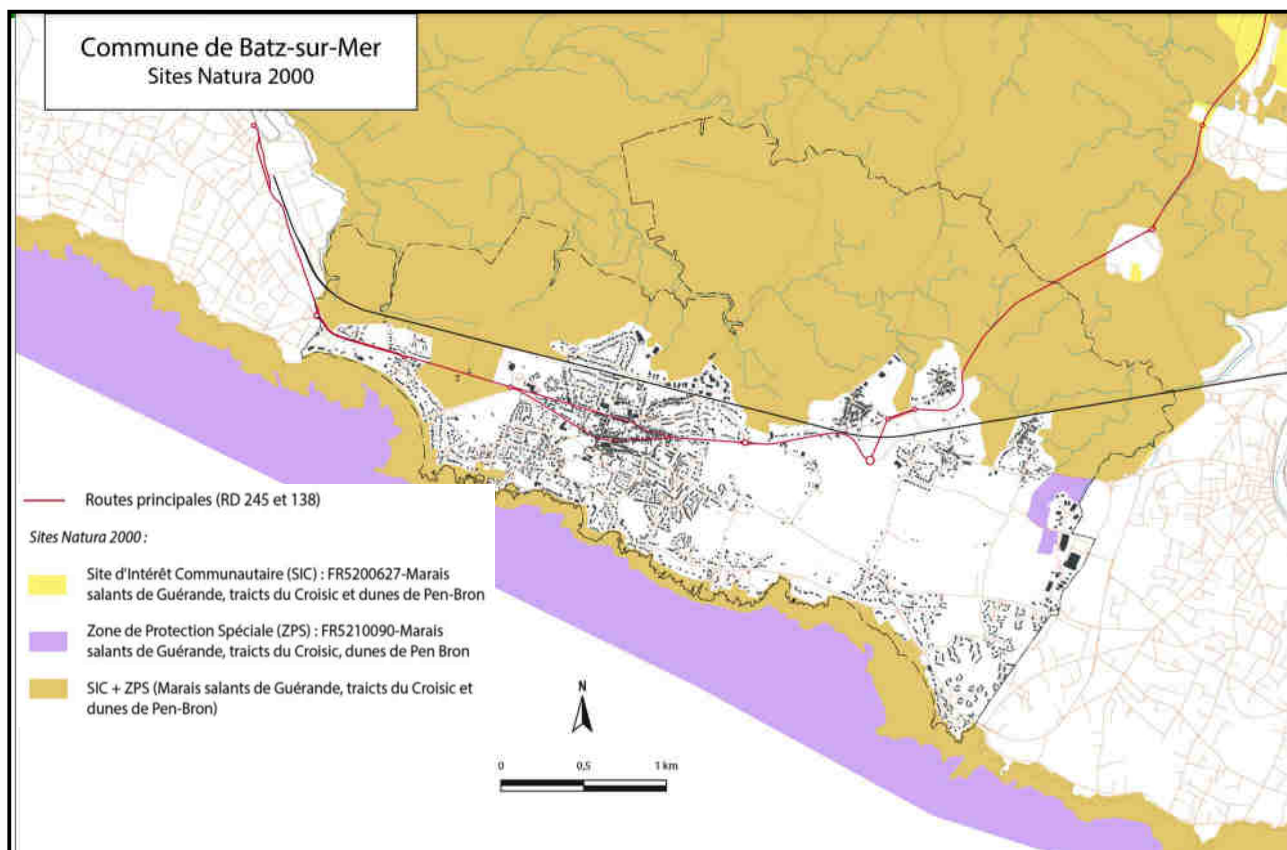 Commune de Batz-sur-Mer
Sites Natura 2000
Routes principales (RD 245 et 138)
Sites Natura 2000 :
Site d'Intérêt Communautaire (SIC) : FR5200627-Marais
salants de Guérande, traicts du Croisic et dunes de Pen-Bron
Zone de Protection Spéciale (ZPS) : FR5210090-Marais
salants de Guérande, traicts du Croisic, dunes de Pen Bron
SIC + ZPS (Marais salants de Guérande, traicts du Croisic et
dunes de Pen-Bron)
N
0 0,5 1 km